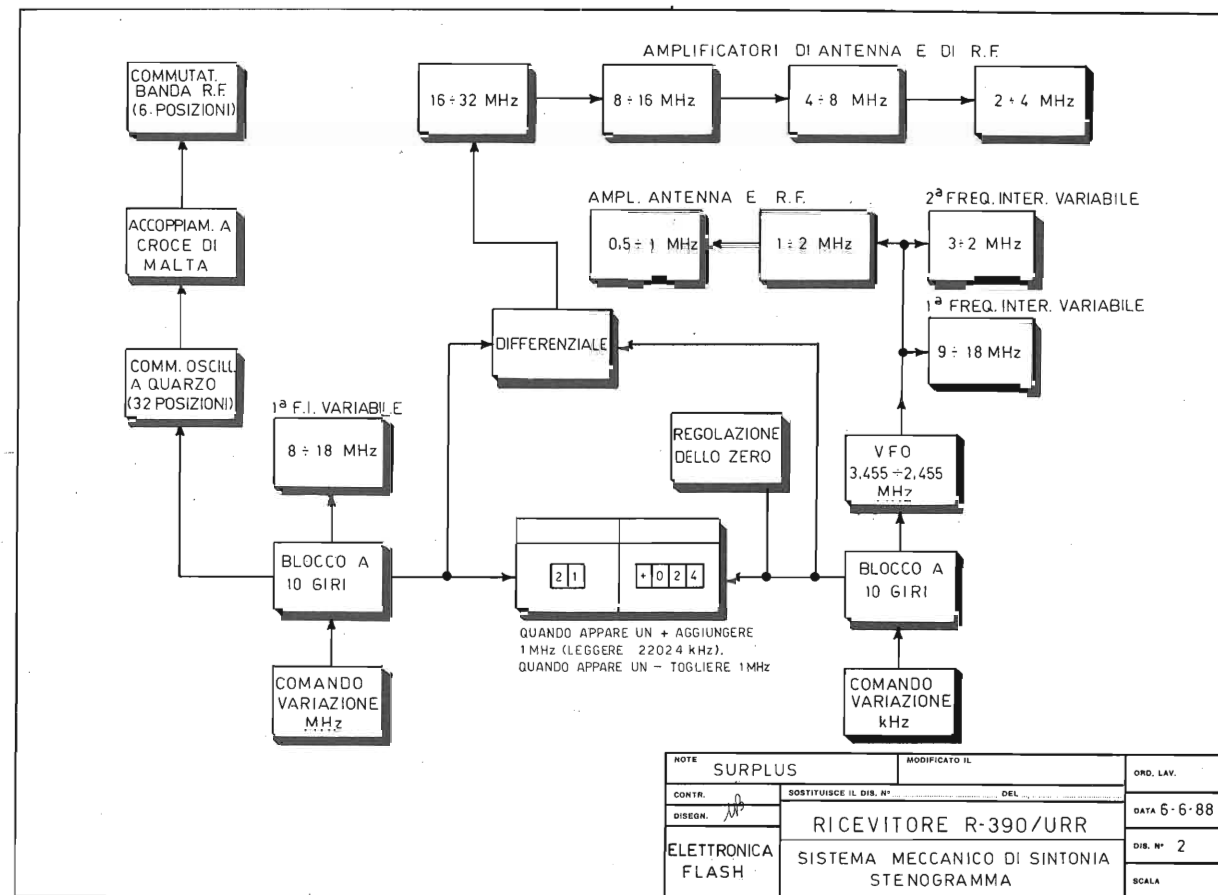 AMPLIFICATORI DI ANTENNA E DI R.F.
COMMUTAT.
BANDA R.F.
(6 POSIZIONI)
16 ÷ 32 MHz
8 ÷ 16 MHz
4 ÷ 8 MHz
2 ÷ 4 MHz
ACCOPPIAM. A
CROCE DI
MALTA
AMPL. ANTENNA E R.F.
0,5 ÷ 1 MHz
1 ÷ 2 MHz
2ª FREQ. INTER. VARIABILE
3 ÷ 2 MHz
1ª FREQ. INTER. VARIABILE
9 ÷ 18 MHz
DIFFERENZIALE
COMM. OSCILL.
A QUARZO
(32 POSIZIONI)
1ª F.I. VARIABILE
8 ÷ 18 MHz
REGOLAZIONE
DELLO ZERO
VFO
3,455 ÷ 2,455
MHz
BLOCCO A
10 GIRI
21
+024
BLOCCO A
10 GIRI
QUANDO APPARE UN + AGGIUNGERE
1 MHz (LEGGERE 22024 kHz).
QUANDO APPARE UN - TOGLIERE 1 MHz
COMANDO
VARIAZIONE
MHz
COMANDO
VARIAZIONE
kHz
NOTE SURPLUS
MODIFICATO IL
ORD. LAV.
CONTR.
SOSTITUISCE IL DIS. N° DEL
DISEGN.
DATA 6-6-88
RICEVITORE R-390/URR
ELETTRONICA
FLASH
SISTEMA MECCANICO DI SINTONIA
STENOGRAMMA
DIS. N° 2
SCALA